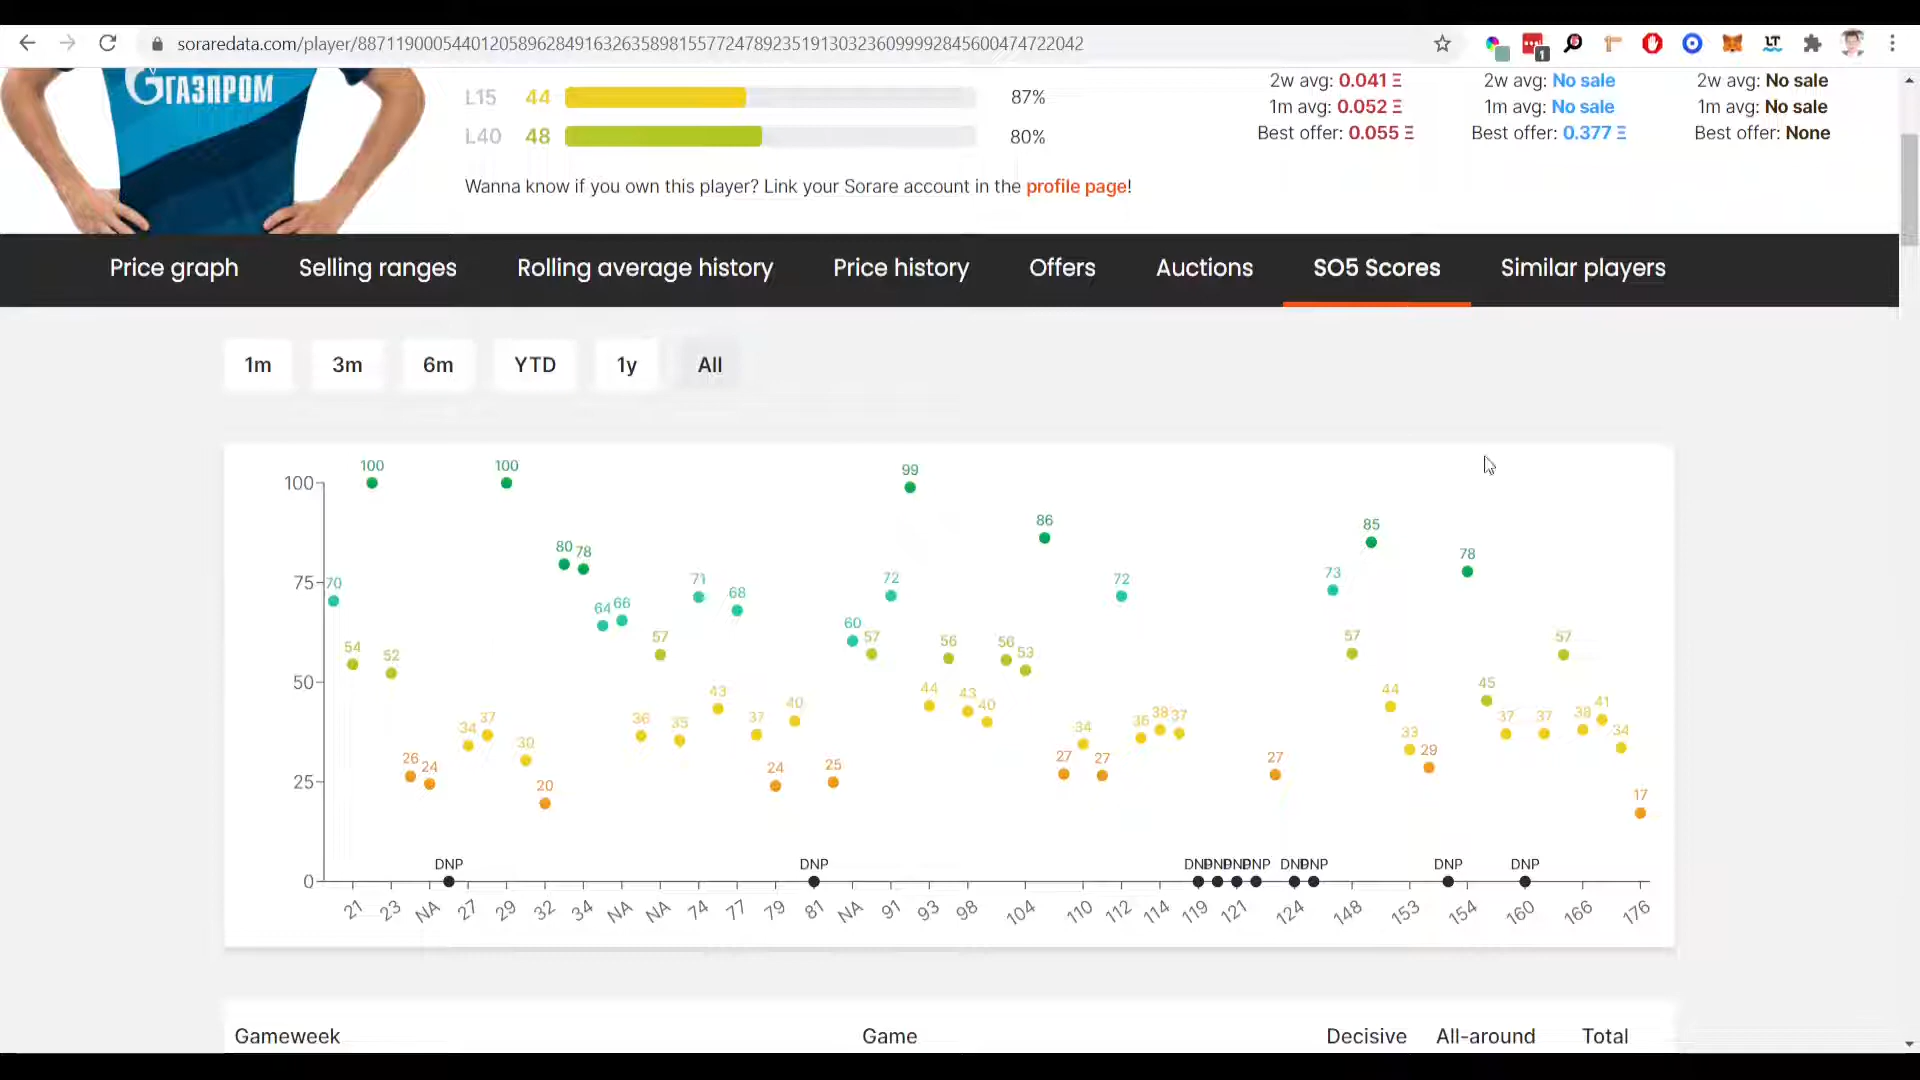 soraredata.com/player/88711900054401205896284916326358981557724789235191303236099992845600474722042
1
LT
GГАЗПРОМ
L15 44 87%
L40 48 80%
2w avg: 0.041 Ξ
1m avg: 0.052 Ξ
Best offer: 0.055 Ξ
2w avg: No sale
1m avg: No sale
Best offer: 0.377 Ξ
2w avg: No sale
1m avg: No sale
Best offer: None
Wanna know if you own this player? Link your Sorare account in the profile page!
Price graph Selling ranges Rolling average history Price history Offers Auctions SO5 Scores Similar players
1m 3m 6m YTD 1y All
100 75 50 25 0
70 54 100 52 26 24 DNP 34 37 100 30 20 80 78 64 66 36 57 35 71 43 68 37 24 40 DNP 25 60 57 72 99 44 56 43 40 56 53 86 27 34 27 72 36 38 37 DNP DNP DNP DNP 27 DNP DNP 73 57 85 44 33 29 DNP 78 45 37 DNP 37 57 38 41 34 17
21 23 NA 27 29 32 34 NA NA 74 77 79 81 NA 91 93 98 104 110 112 114 119 121 124 148 153 154 160 166 176
Gameweek Game Decisive All-around Total